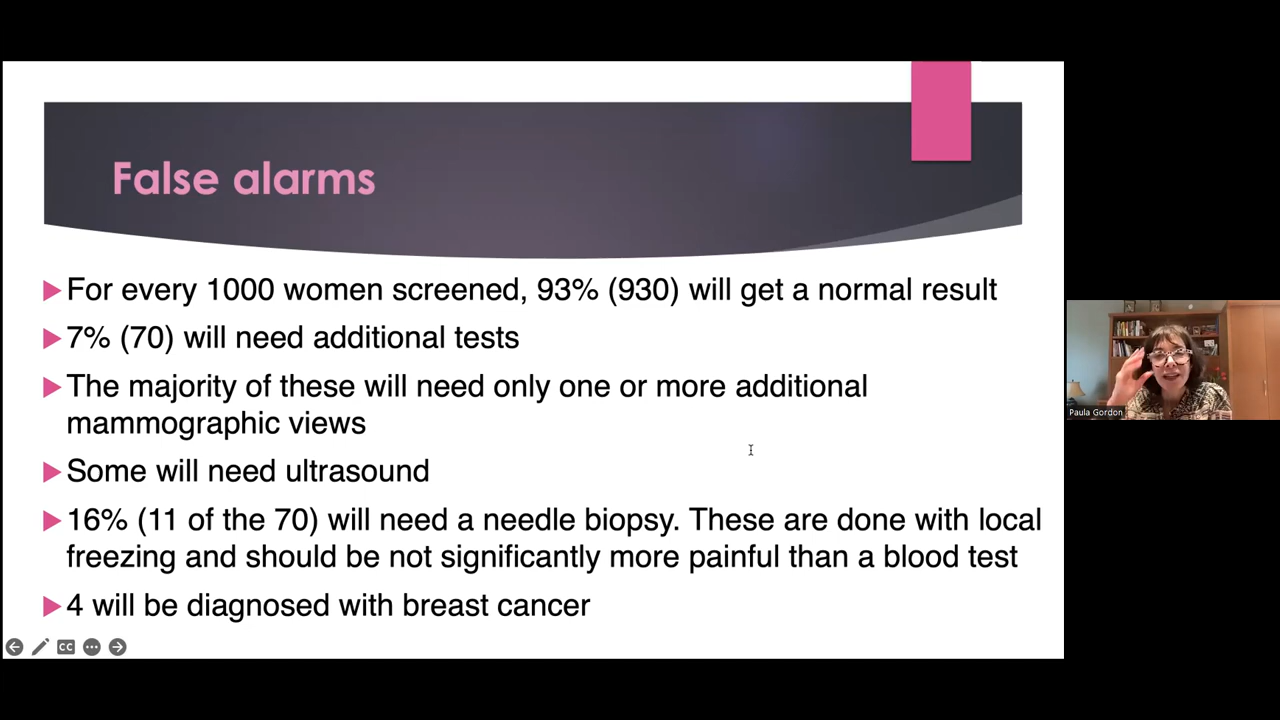 False alarms
For every 1000 women screened, 93% (930) will get a normal result
7% (70) will need additional tests
The majority of these will need only one or more additional
mammographic views
Some will need ultrasound
16% (11 of the 70) will need a needle biopsy. These are done with local
freezing and should be not significantly more painful than a blood test
4 will be diagnosed with breast cancer
CC
Paula Gordon